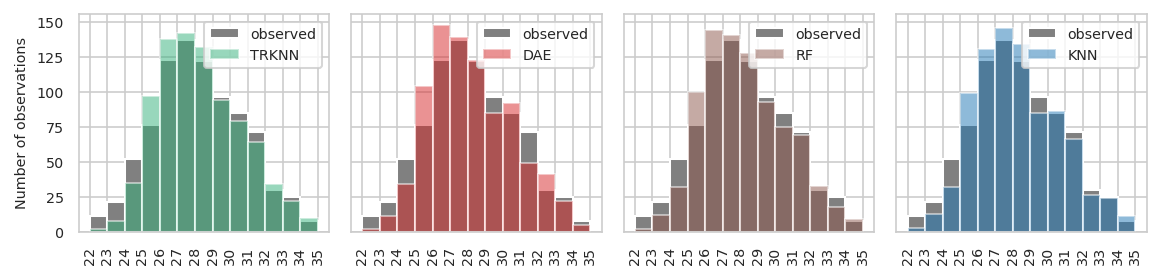 Number of observations
150
125
100
75
50
25
0
observed
TRKNN
observed
DAE
observed
RF
observed
KNN
22 23 24 25 26 27 28 29 30 31 32 33 34 35
22 23 24 25 26 27 28 29 30 31 32 33 34 35
22 23 24 25 26 27 28 29 30 31 32 33 34 35
22 23 24 25 26 27 28 29 30 31 32 33 34 35